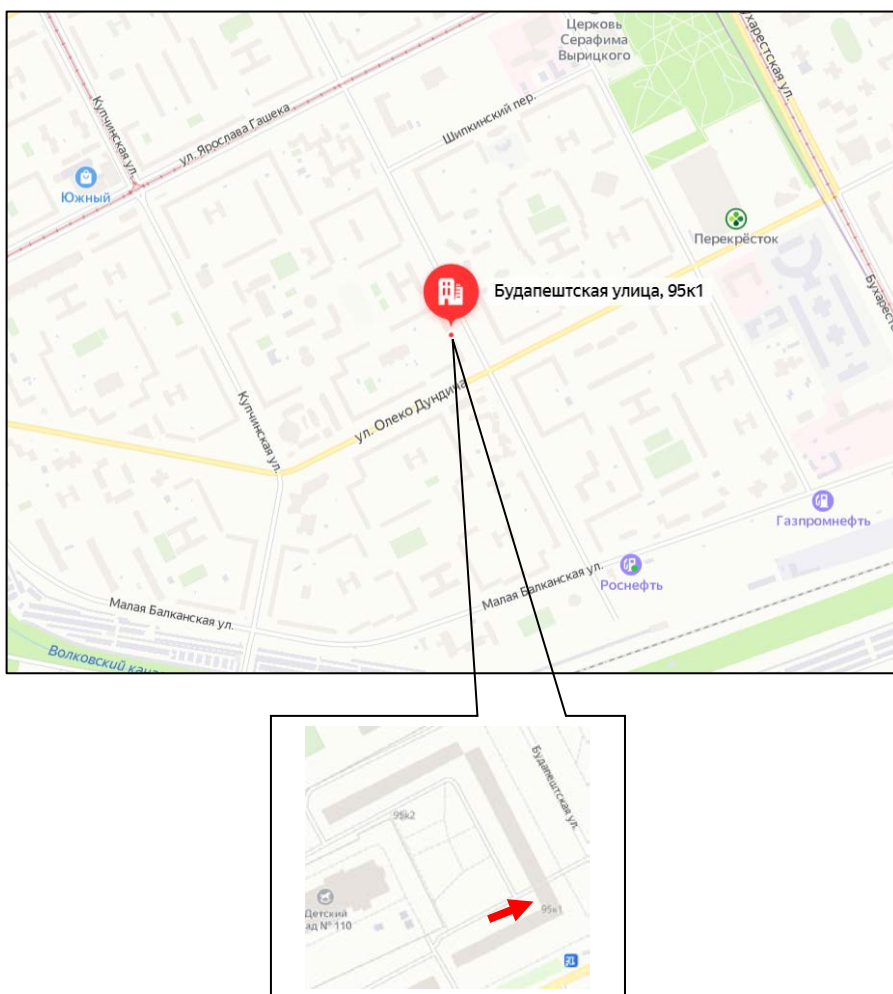 Церковь
Серафима
Вырицкого
Бухарестская ул.
Купчинская ул.
ул. Ярослава Гашека
Шипкинский пер.
Южный
Перекрёсток
Будапештская улица, 95к1
Бухарест
Купчинская ул.
ул. Олеко Дундича
Газпромнефть
Роснефть
Малая Балканская ул.
Малая Балканская ул.
Волковский кана
Будапештская ул.
95к2
Детский
ад № 110
95к1